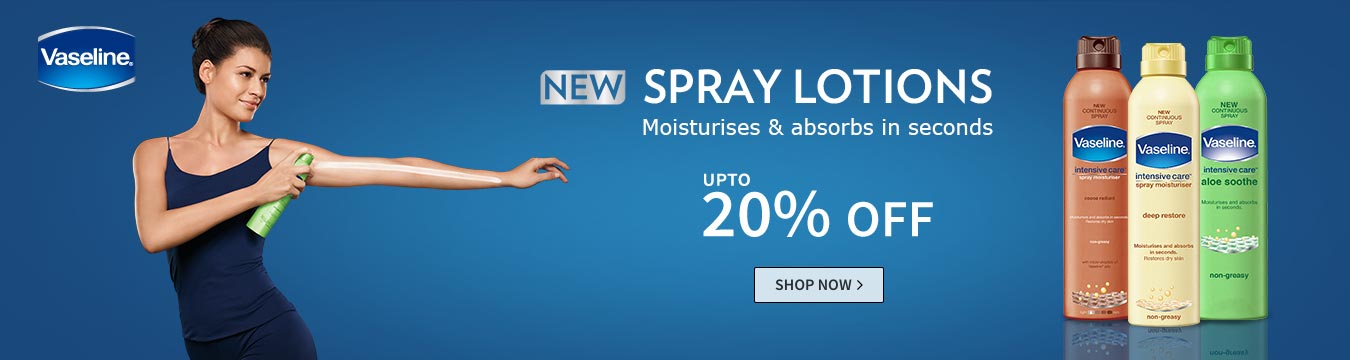 Vaseline.
NEW SPRAY LOTIONS
Moisturises & absorbs in seconds
UPTO
20% OFF
SHOP NOW >
NEW
CONTINUOUS
SPRAY
Vaseline.
intensive care
spray moisturiser
cocoa radiant
non-greasy
NEW
CONTINUOUS
SPRAY
Vaseline.
intensive care
spray moisturiser
deep restore
Moisturises and absorbs
in seconds.
Restores dry skin
non-greasy
NEW
CONTINUOUS
SPRAY
Vaseline.
intensive care
aloe soothe
Moisturises and absorbs
in seconds.
non-greasy